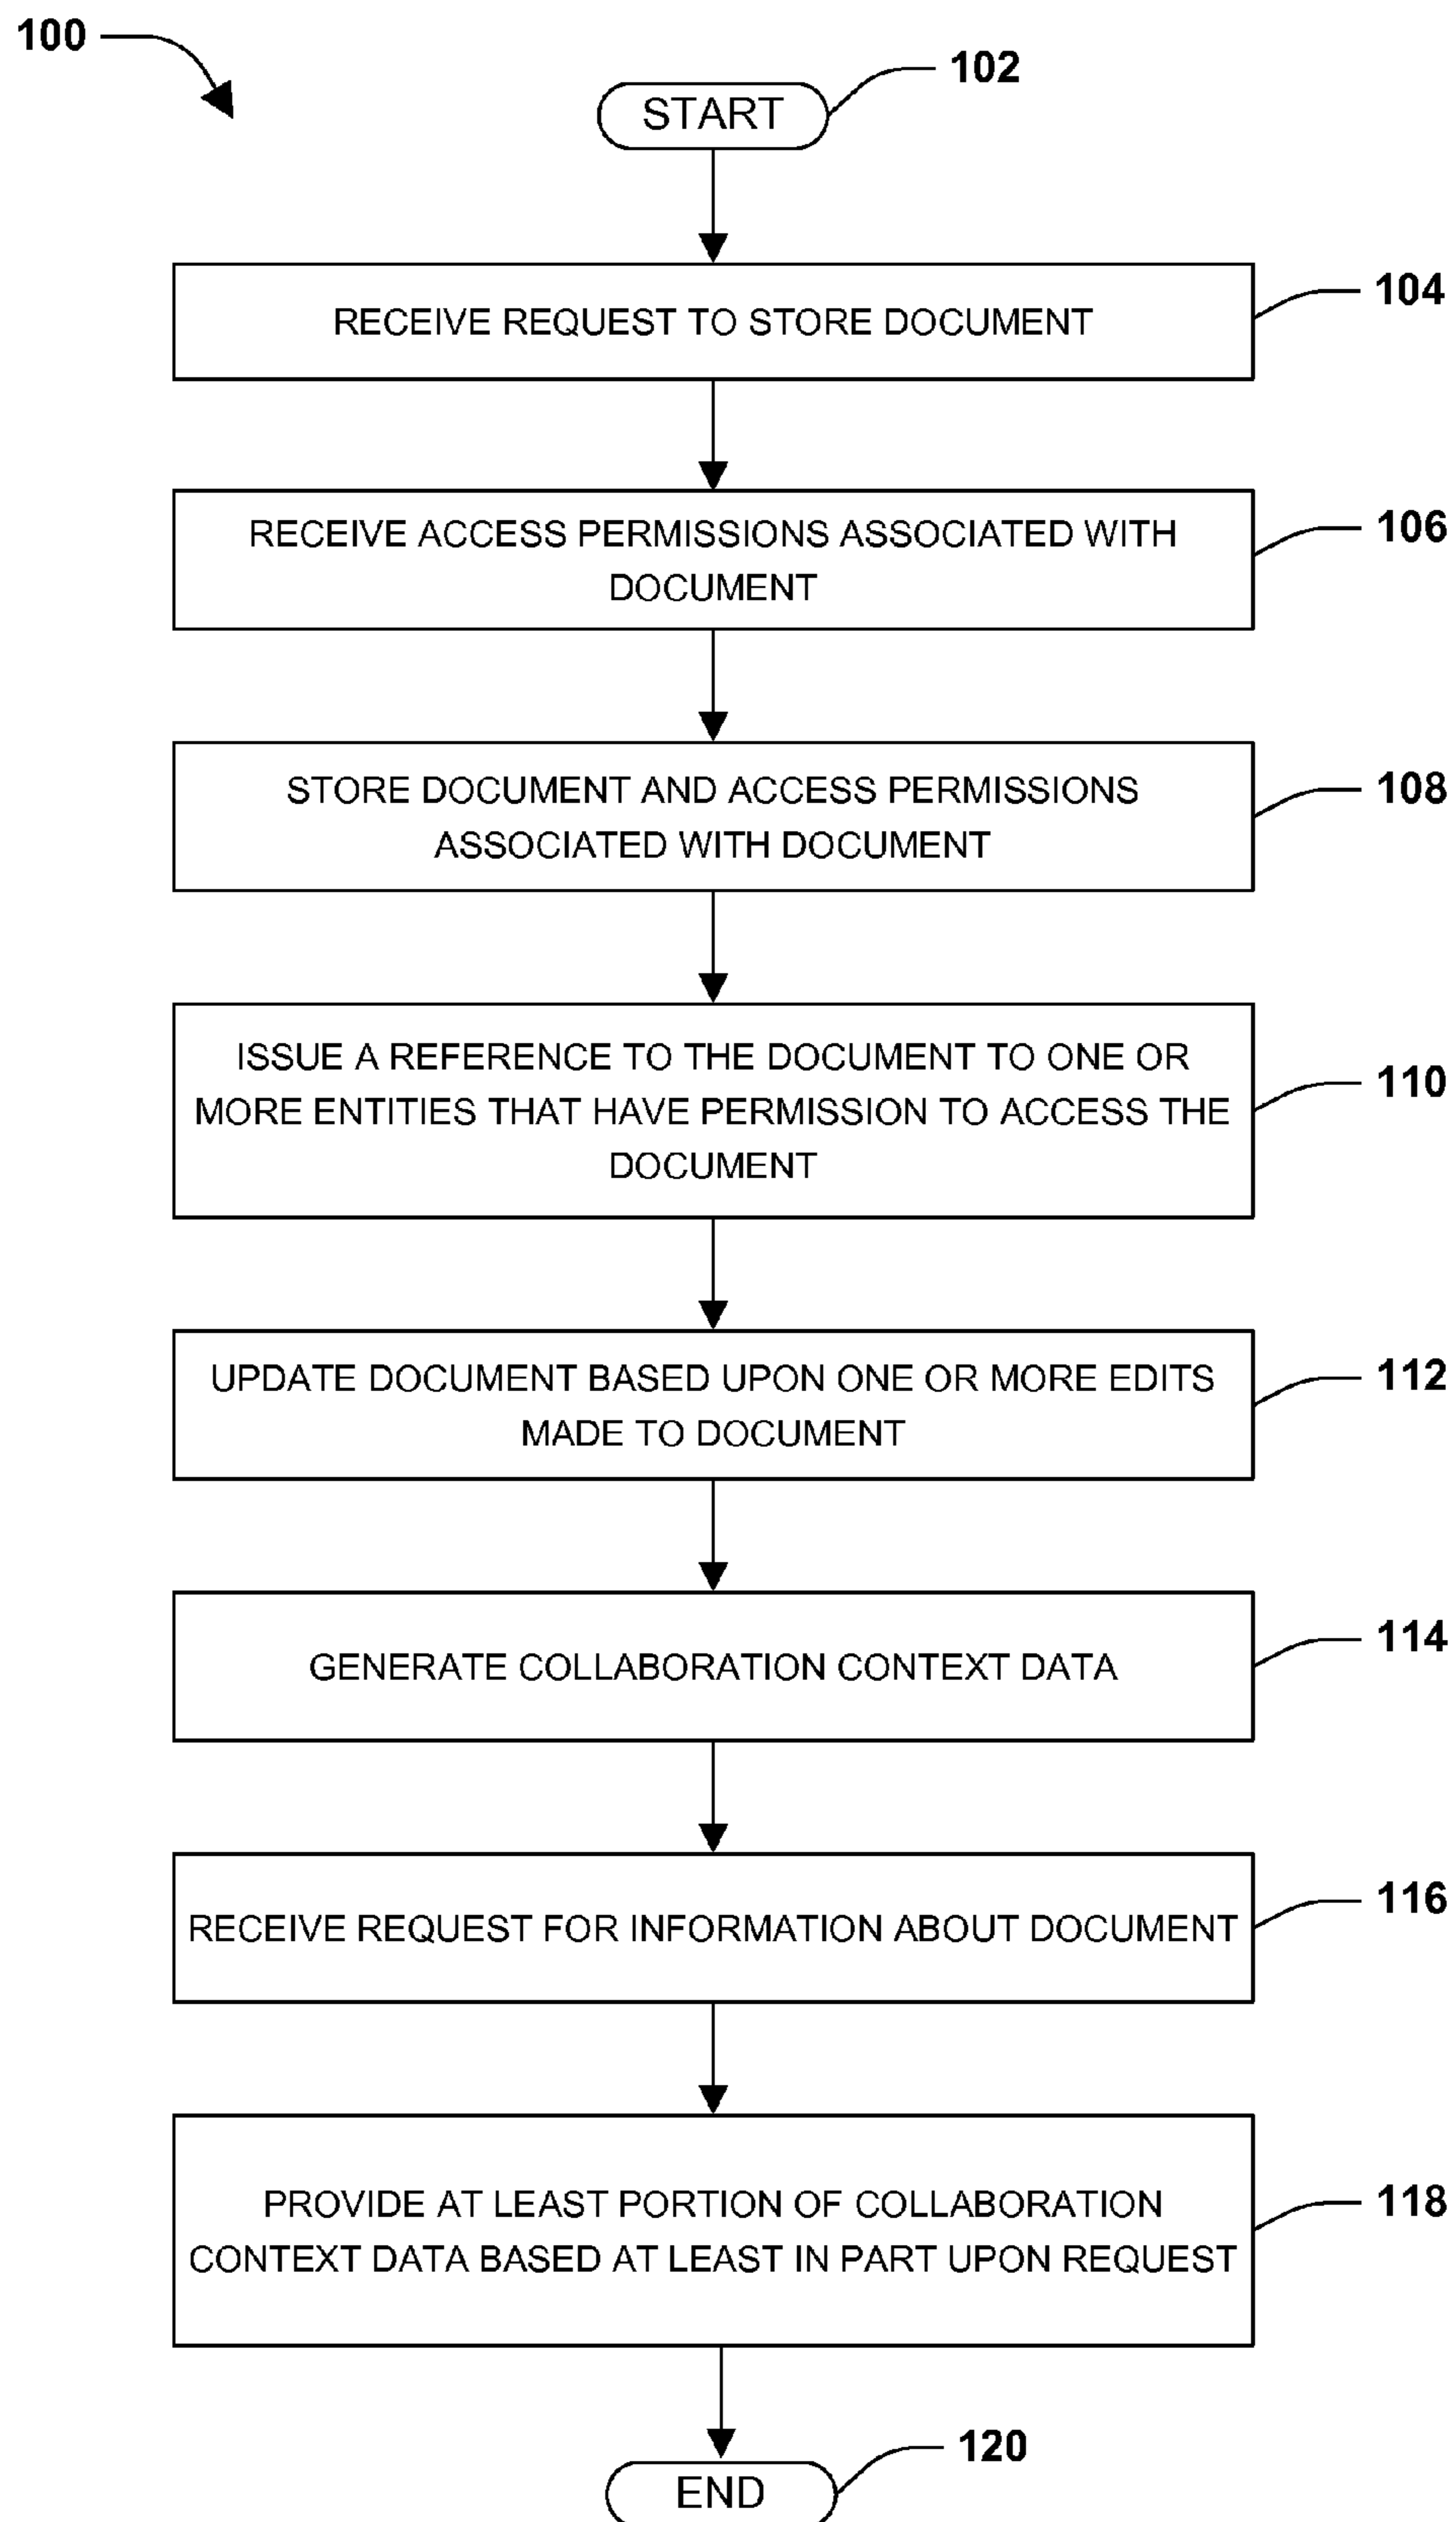 100
102
START
104
RECEIVE REQUEST TO STORE DOCUMENT
106
RECEIVE ACCESS PERMISSIONS ASSOCIATED WITH
DOCUMENT
108
STORE DOCUMENT AND ACCESS PERMISSIONS
ASSOCIATED WITH DOCUMENT
110
ISSUE A REFERENCE TO THE DOCUMENT TO ONE OR
MORE ENTITIES THAT HAVE PERMISSION TO ACCESS THE
DOCUMENT
112
UPDATE DOCUMENT BASED UPON ONE OR MORE EDITS
MADE TO DOCUMENT
114
GENERATE COLLABORATION CONTEXT DATA
116
RECEIVE REQUEST FOR INFORMATION ABOUT DOCUMENT
118
PROVIDE AT LEAST PORTION OF COLLABORATION
CONTEXT DATA BASED AT LEAST IN PART UPON REQUEST
120
END